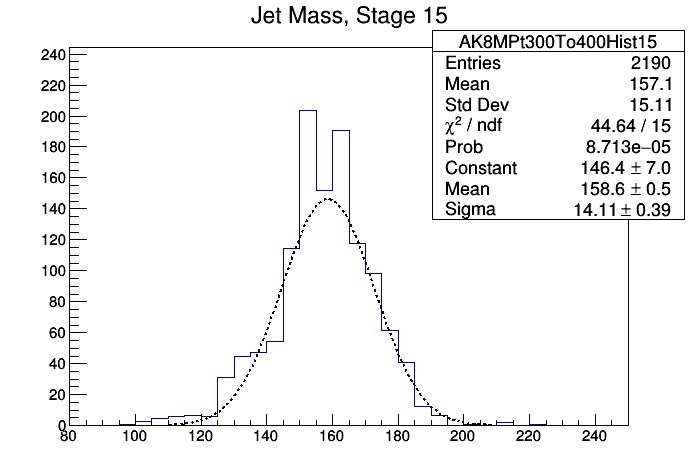 Jet Mass, Stage 15
AK8MPt300To400Hist15
Entries 2190
Mean 157.1
Std Dev 15.11
χ² / ndf 44.64 / 15
Prob 8.713e−05
Constant 146.4 ± 7.0
Mean 158.6 ± 0.5
Sigma 14.11 ± 0.39
240
220
200
180
160
140
120
100
80
60
40
20
0
80 100 120 140 160 180 200 220 240